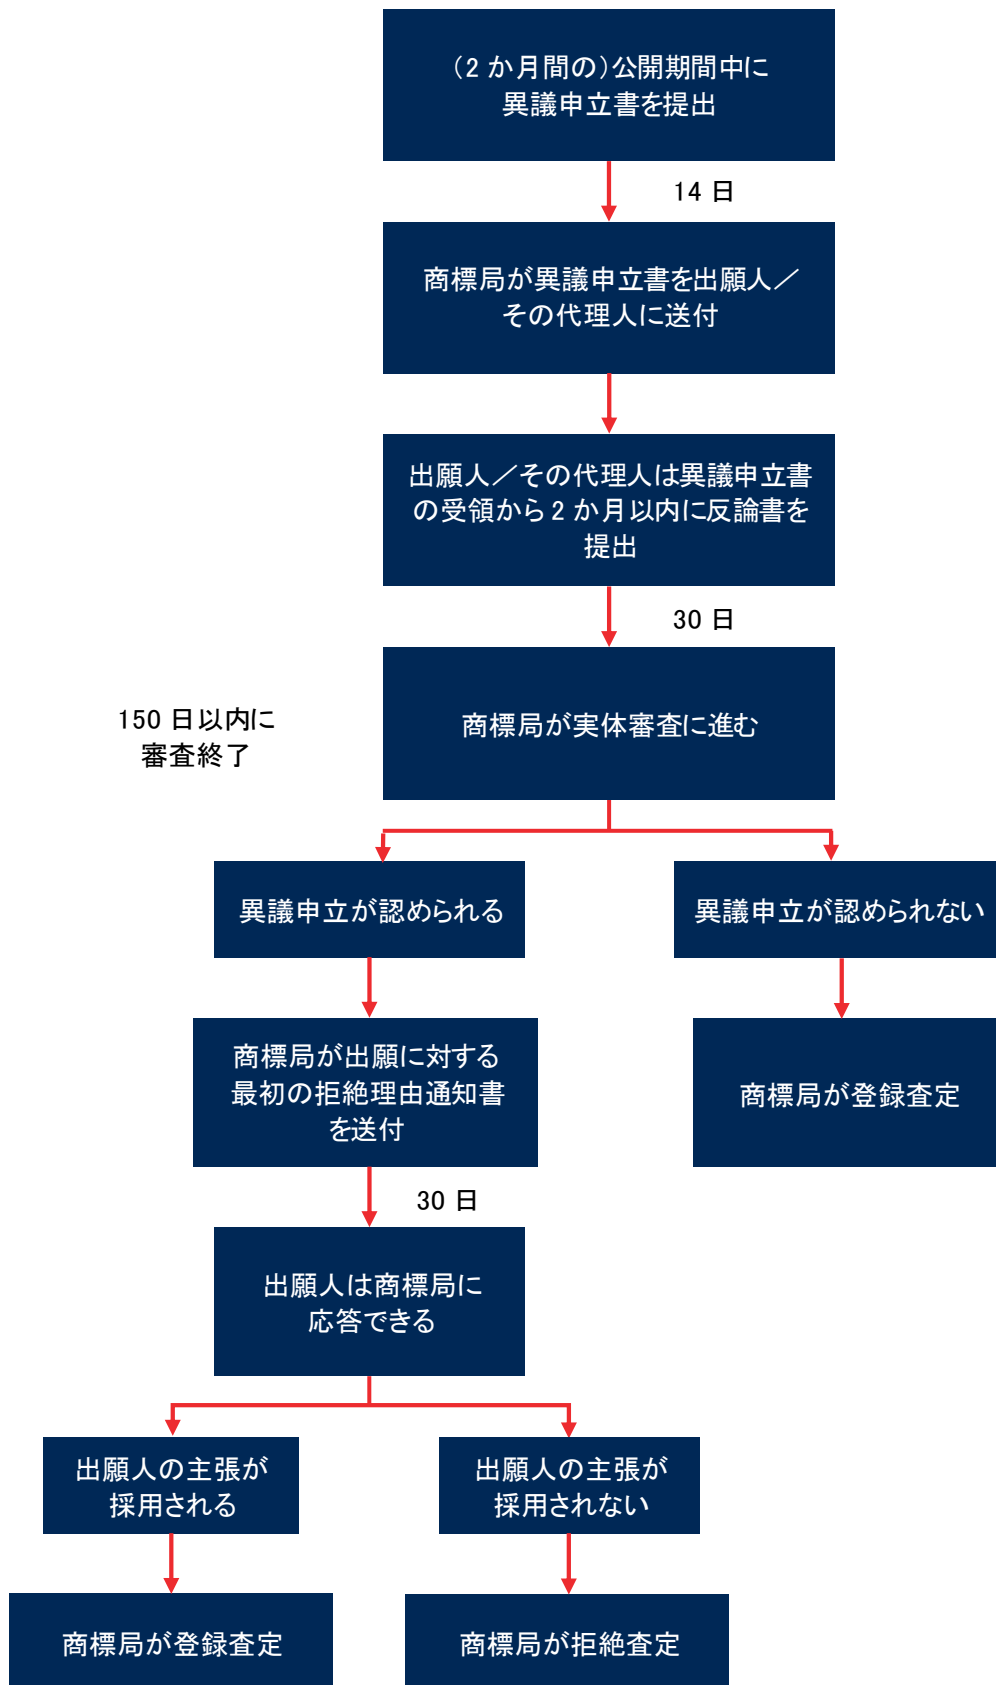 （2 か月間の）公開期間中に
異議申立書を提出
14 日
商標局が異議申立書を出願人／
その代理人に送付
出願人／その代理人は異議申立書
の受領から 2 か月以内に反論書を
提出
30 日
150 日以内に
審査終了
商標局が実体審査に進む
異議申立が認められる
異議申立が認められない
商標局が出願に対する
最初の拒絶理由通知書
を送付
商標局が登録査定
30 日
出願人は商標局に
応答できる
出願人の主張が
採用される
出願人の主張が
採用されない
商標局が登録査定
商標局が拒絶査定